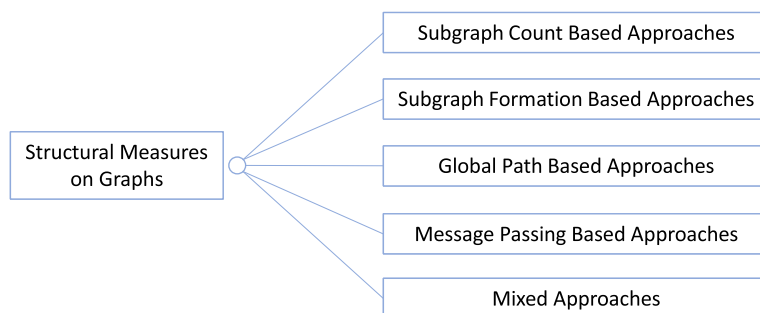 Structural Measures
on Graphs
Subgraph Count Based Approaches
Subgraph Formation Based Approaches
Global Path Based Approaches
Message Passing Based Approaches
Mixed Approaches